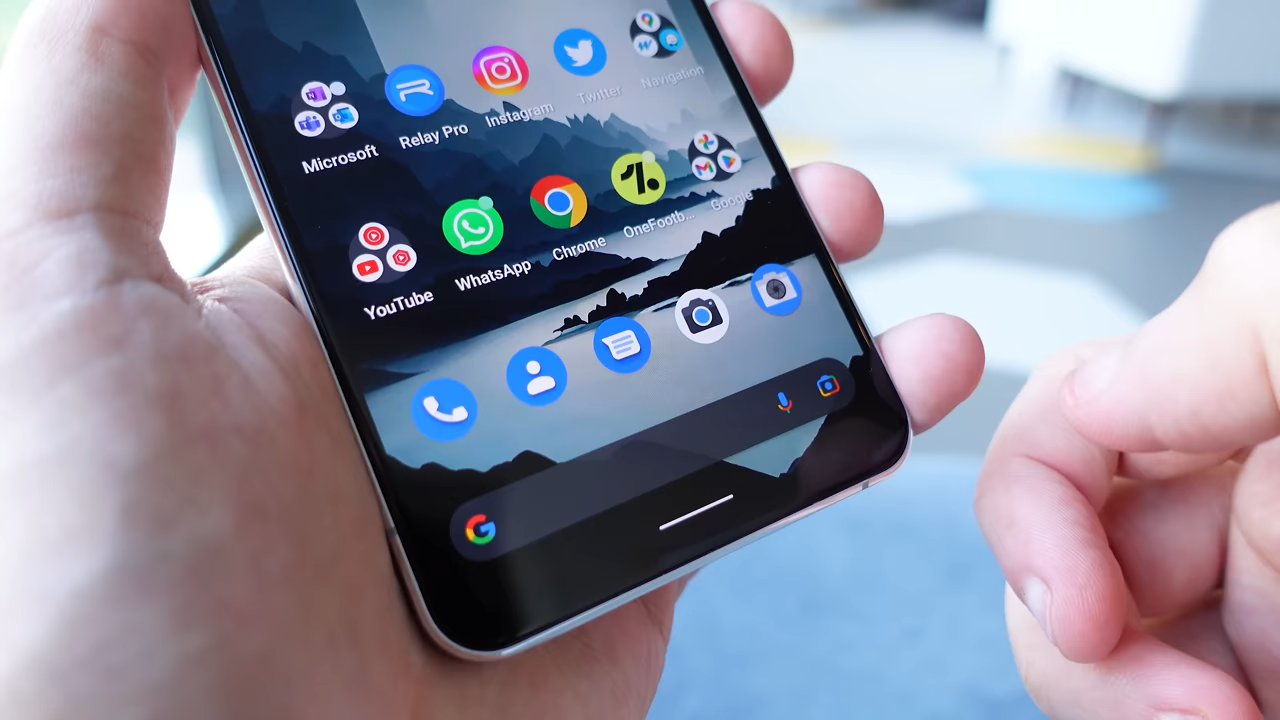 Microsoft
Relay Pro
Instagram
Twitter
Navigation
YouTube
WhatsApp
Chrome
OneFootb...
Google